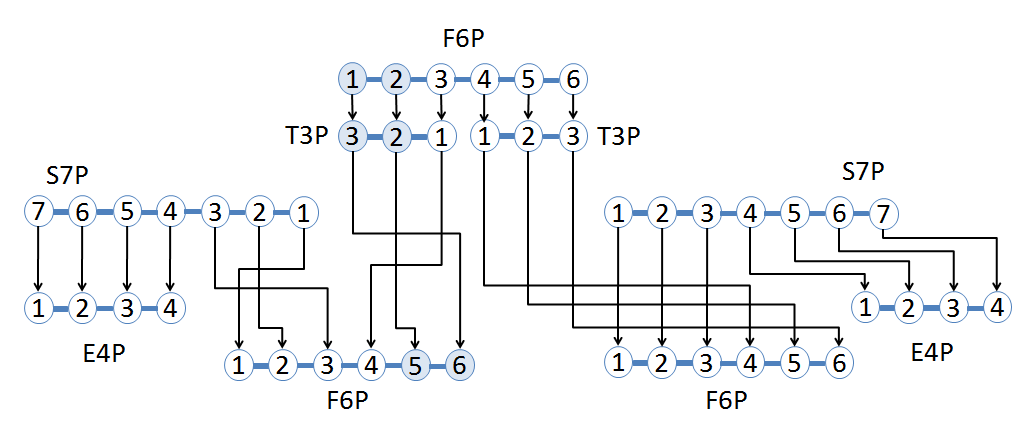 F6P
1 2 3 4 5 6
T3P 3 2 1 1 2 3 T3P
S7P S7P
7 6 5 4 3 2 1 1 2 3 4 5 6 7
1 2 3 4 1 2 3 4
E4P E4P
1 2 3 4 5 6 1 2 3 4 5 6
F6P F6P